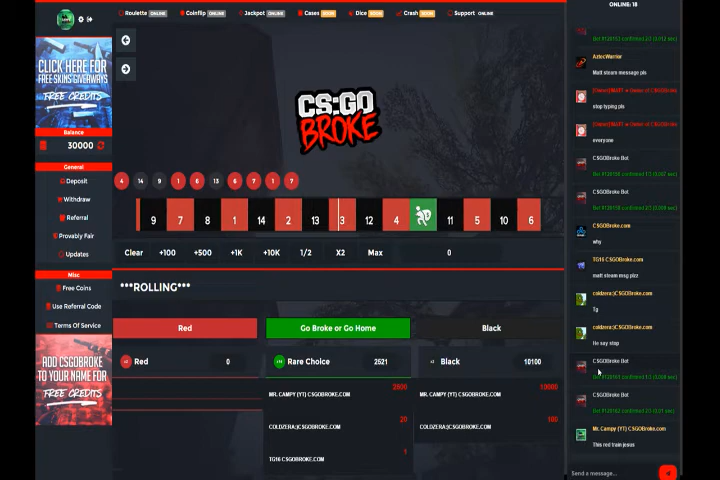 Roulette ONLINE
Coinflip ONLINE
Jackpot ONLINE
Cases SOON
Dice SOON
Crash SOON
Support ONLINE
ONLINE: 18
CLICK HERE FOR
FREE SKINS GIVEAWAYS
FREE CREDITS
Balance
30000
General
Deposit
Withdraw
Referral
Provably Fair
Updates
Misc
Free Coins
Use Referral Code
Terms Of Service
ADD CSGOBROKE
TO YOUR NAME FOR
FREE CREDITS
CS:GO
BROKE
4 14 9 1 6 13 6 7 1 7
9 7 8 1 14 2 13 3 12 4 11 5 10 6
Clear +100 +500 +1K +10K 1/2 X2 Max 0
***ROLLING***
Red
Go Broke or Go Home
Black
Red 0
Rare Choice 2521
Black 10100
MR. CAMPY (YT) CSGOBROKE.COM
COLDZERA:)CSGOBROKE.COM 20
TG16 CSGOBROKE.COM 1
MR. CAMPY (YT) CSGOBROKE.COM 10000
COLDZERA:)CSGOBROKE.COM 100
AztecWarrior
Matt steam message pls
stop typing pls
everyone
CSGOBroke Bot
CSGOBroke Bot
CSGOBroke.com
why
TG16 CSGOBroke.com
matt steam msg plzz
coldzera:)CSGOBroke.com
Tg
coldzera:)CSGOBroke.com
He say stop
CSGOBroke Bot
CSGOBroke Bot
Mr. Campy (YT) CSGOBroke.com
This red train jesus
Send a message...